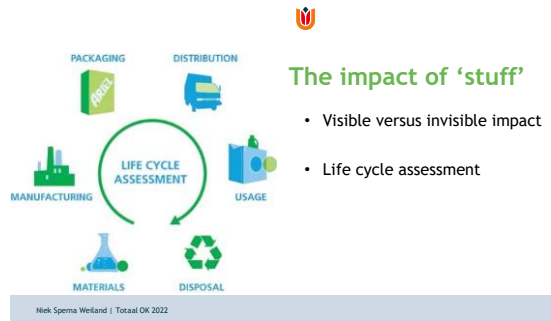 The impact of ‘stuff’
• Visible versus invisible impact
• Life cycle assessment
PACKAGING
DISTRIBUTION
ARIEL
LIFE CYCLE
ASSESSMENT
MANUFACTURING
USAGE
MATERIALS
DISPOSAL
Niek Sperna Weiland | Totaal OK 2022